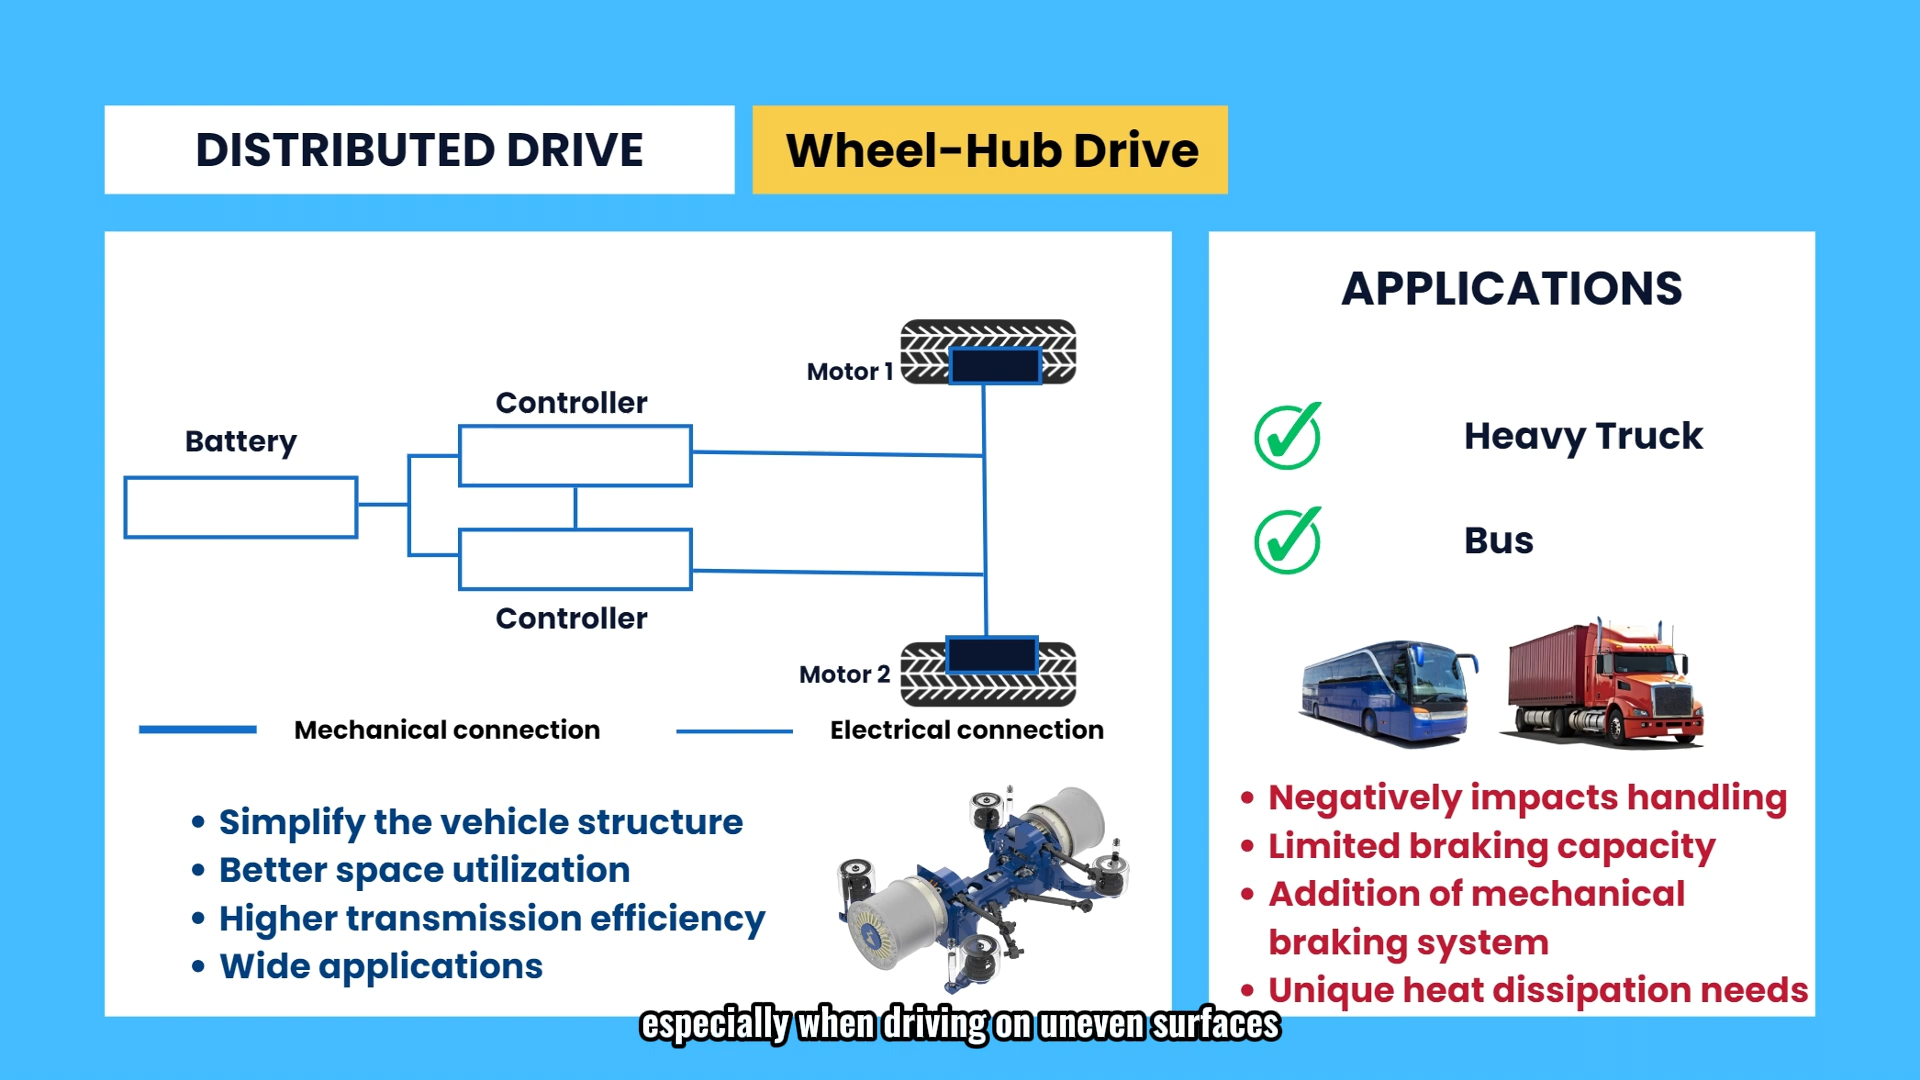 DISTRIBUTED DRIVE
Wheel-Hub Drive
Battery
Controller
Controller
Motor 1
Motor 2
Mechanical connection
Electrical connection
• Simplify the vehicle structure
• Better space utilization
• Higher transmission efficiency
• Wide applications
APPLICATIONS
Heavy Truck
Bus
• Negatively impacts handling
• Limited braking capacity
• Addition of mechanical
braking system
• Unique heat dissipation needs
especially when driving on uneven surfaces